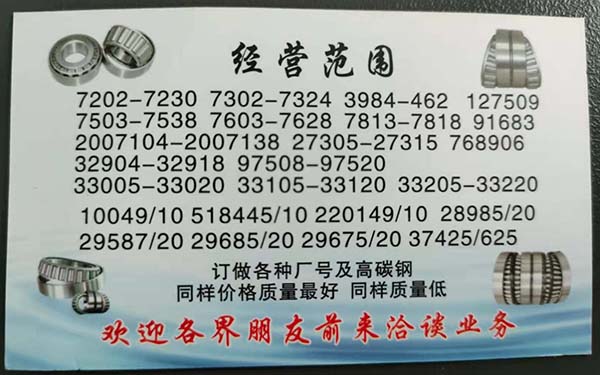 经营范围
7202-7230 7302-7324 3984-462 127509
7503-7538 7603-7628 7813-7818 91683
2007104-2007138 27305-27315 768906
32904-32918 97508-97520
33005-33020 33105-33120 33205-33220
10049/10 518445/10 220149/10 28985/20
29587/20 29685/20 29675/20 37425/625
订做各种厂号及高碳钢
同样价格质量最好 同样质量低
欢迎各界朋友前来洽谈业务